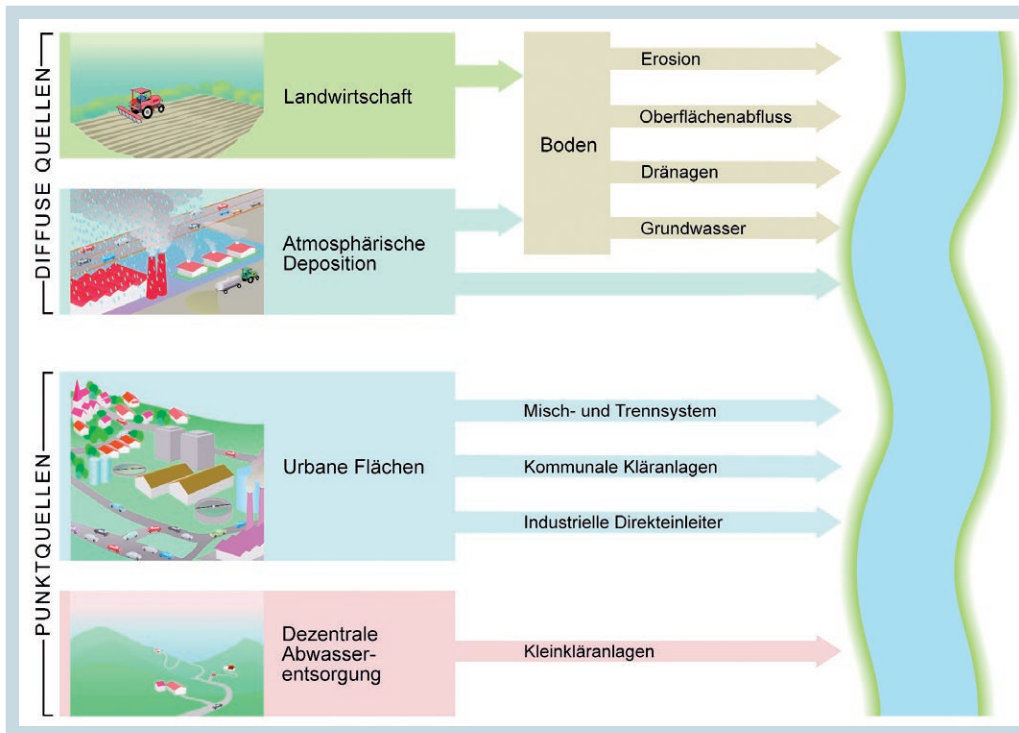 DIFFUSE QUELLEN
Landwirtschaft
Atmosphärische
Deposition
Boden
Erosion
Oberflächenabfluss
Dränagen
Grundwasser
PUNKTQUELLEN
Urbane Flächen
Misch- und Trennsystem
Kommunale Kläranlagen
Industrielle Direkteinleiter
Dezentrale
Abwasser-
entsorgung
Kleinkläranlagen